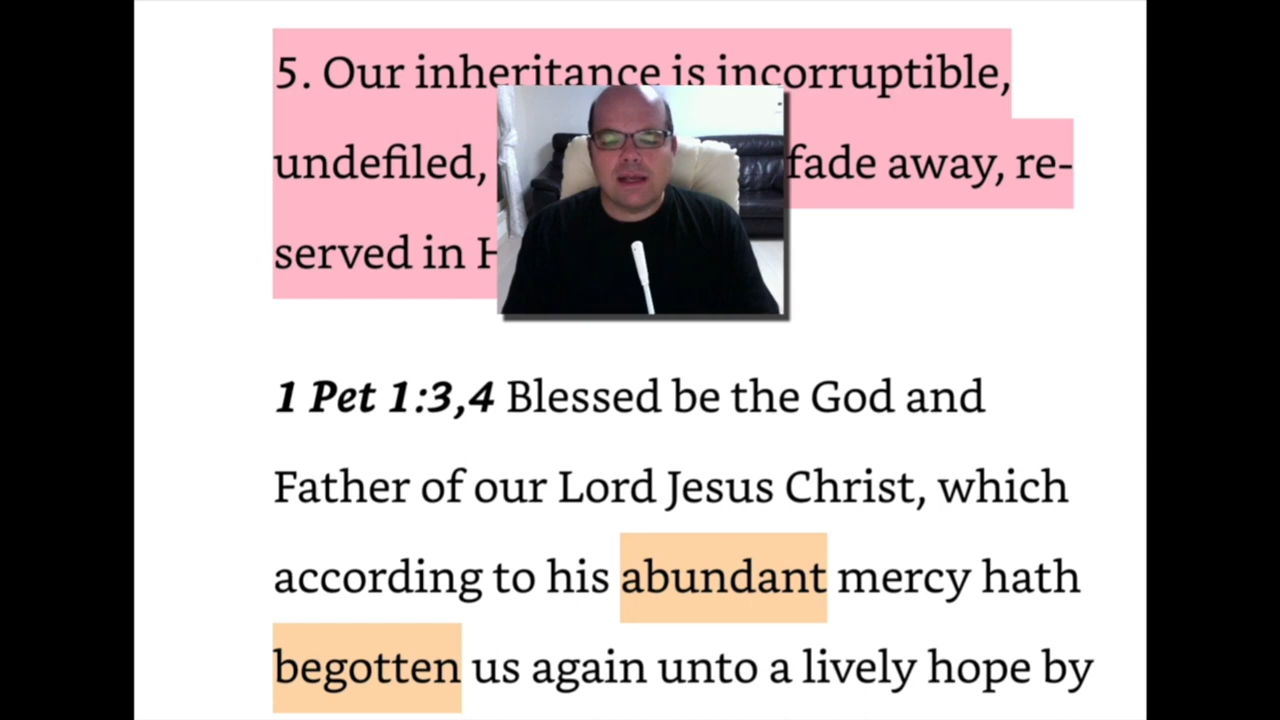 5. Our inheritance is incorruptible,
undefiled, fade away, re-
served in
1 Pet 1:3,4 Blessed be the God and
Father of our Lord Jesus Christ, which
according to his abundant mercy hath
begotten us again unto a lively hope by